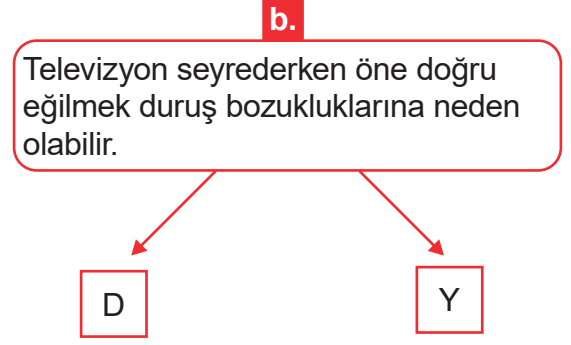 b.
Televizyon seyrederken öne doğru
eğilmek duruş bozukluklarına neden
olabilir.
D
Y